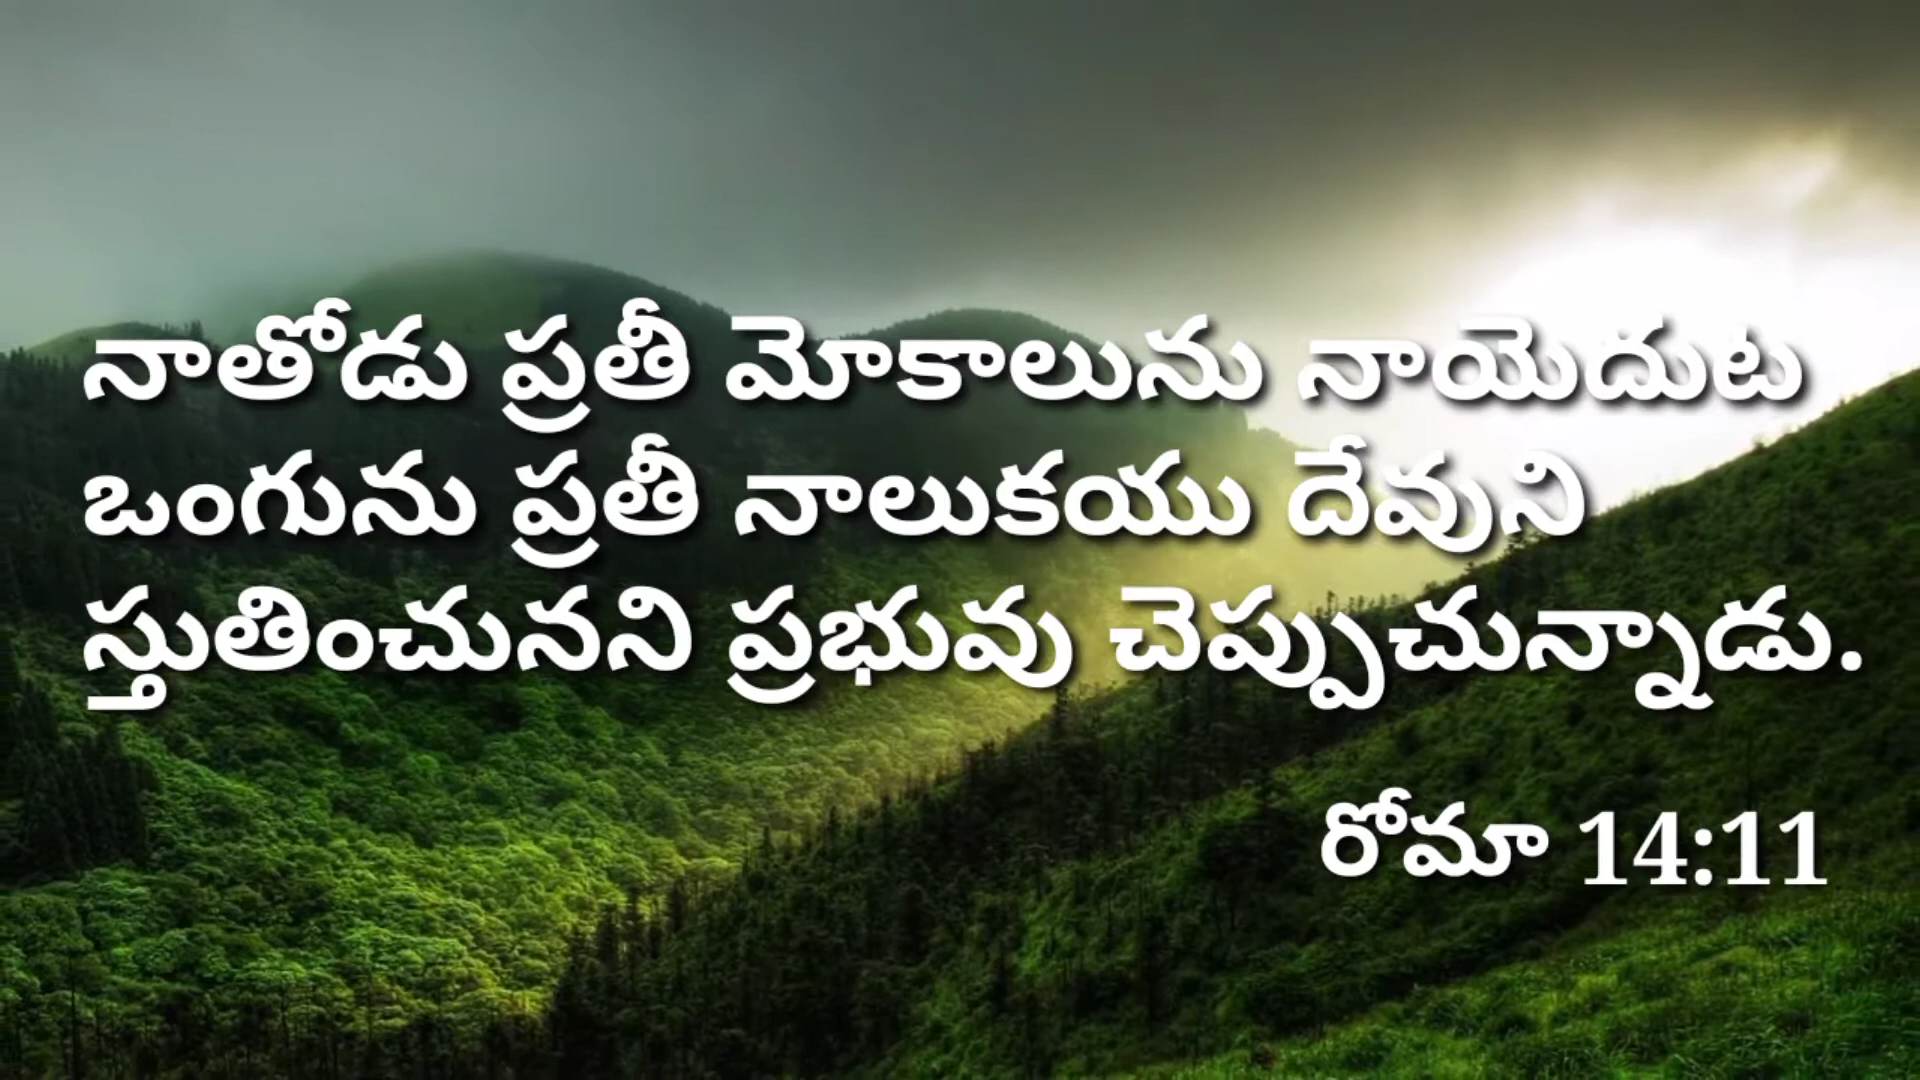 నాతోడు ప్రతీ మోకాలును నాయెదుట
ఒంగును ప్రతీ నాలుకయు దేవుని
స్తుతించునని ప్రభువు చెప్పుచున్నాడు.
రోమా 14:11